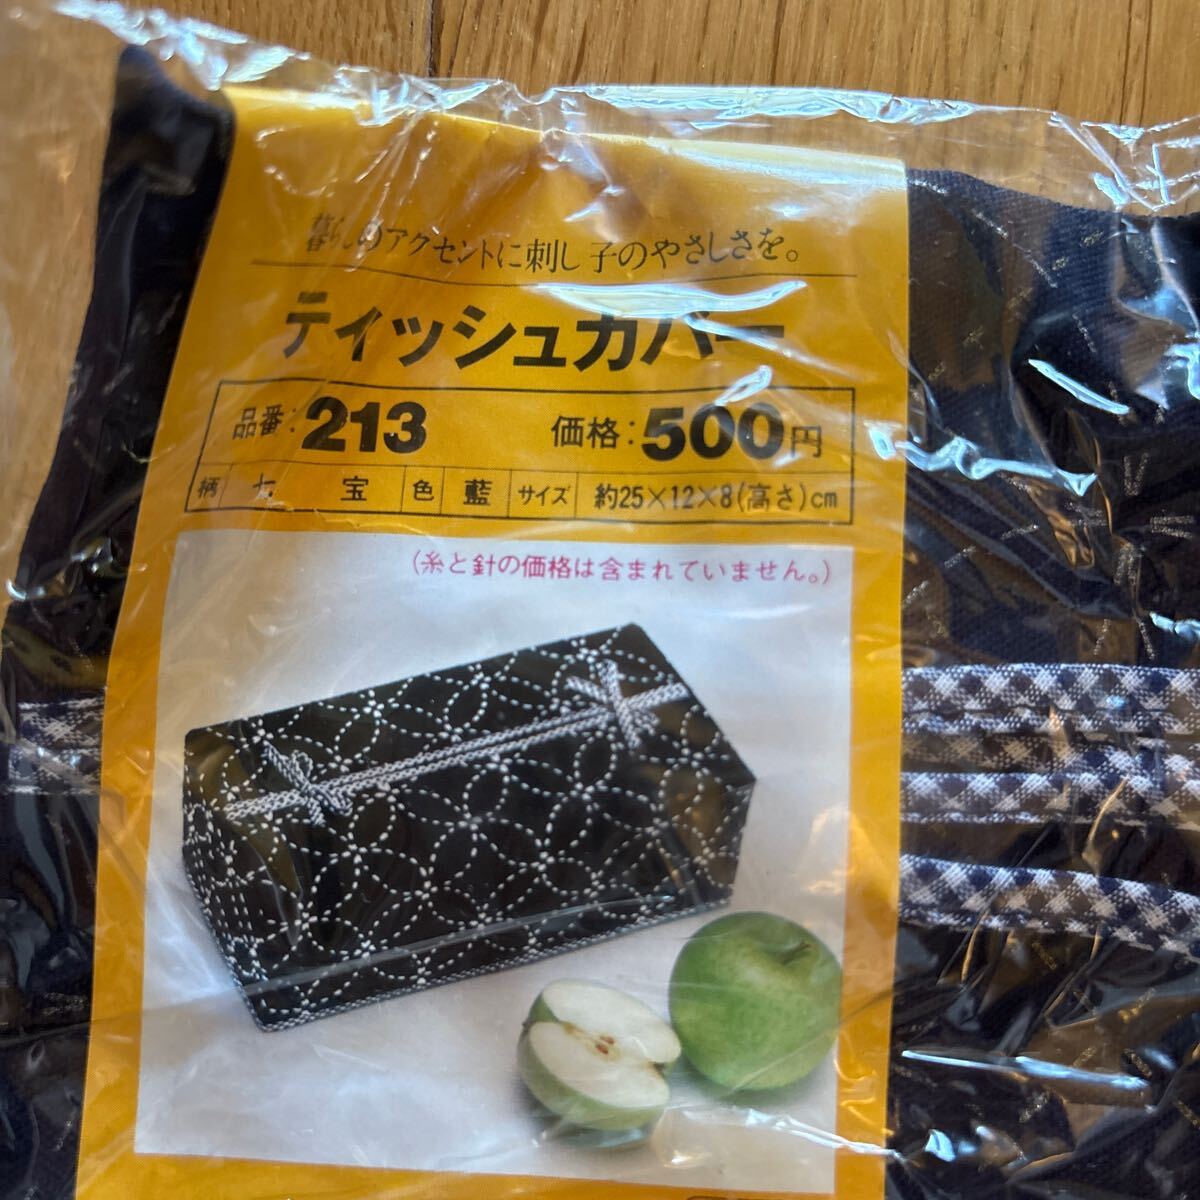 暮らしのアクセントに刺し子のやさしさを。
ティッシュカバー
品番：213 価格：500円
柄 七宝 色 藍 サイズ 約25×12×8(高さ)cm
(糸と針の価格は含まれていません。)